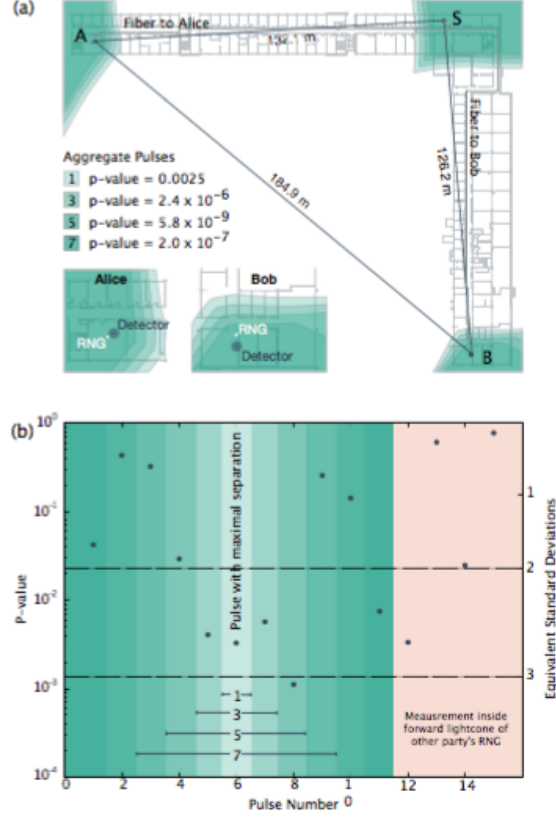 (a)
Fiber to Alice
A
S
132.1 m
Fiber to Bob
126.2 m
184.9 m
Aggregate Pulses
1 p-value = 0.0025
3 p-value = 2.4 x 10⁻⁶
5 p-value = 5.8 x 10⁻⁹
7 p-value = 2.0 x 10⁻⁷
Alice
Bob
RNG
Detector
RNG
Detector
B
(b)
P-value
10⁰
10⁻¹
10⁻²
10⁻³
10⁻⁴
Pulse with maximal separation
1
3
5
7
Meausrement inside
forward lightcone of
other party's RNG
1
2
3
Equivalent Standard Deviations
0 2 4 6 8 1 12 14
Pulse Number 0